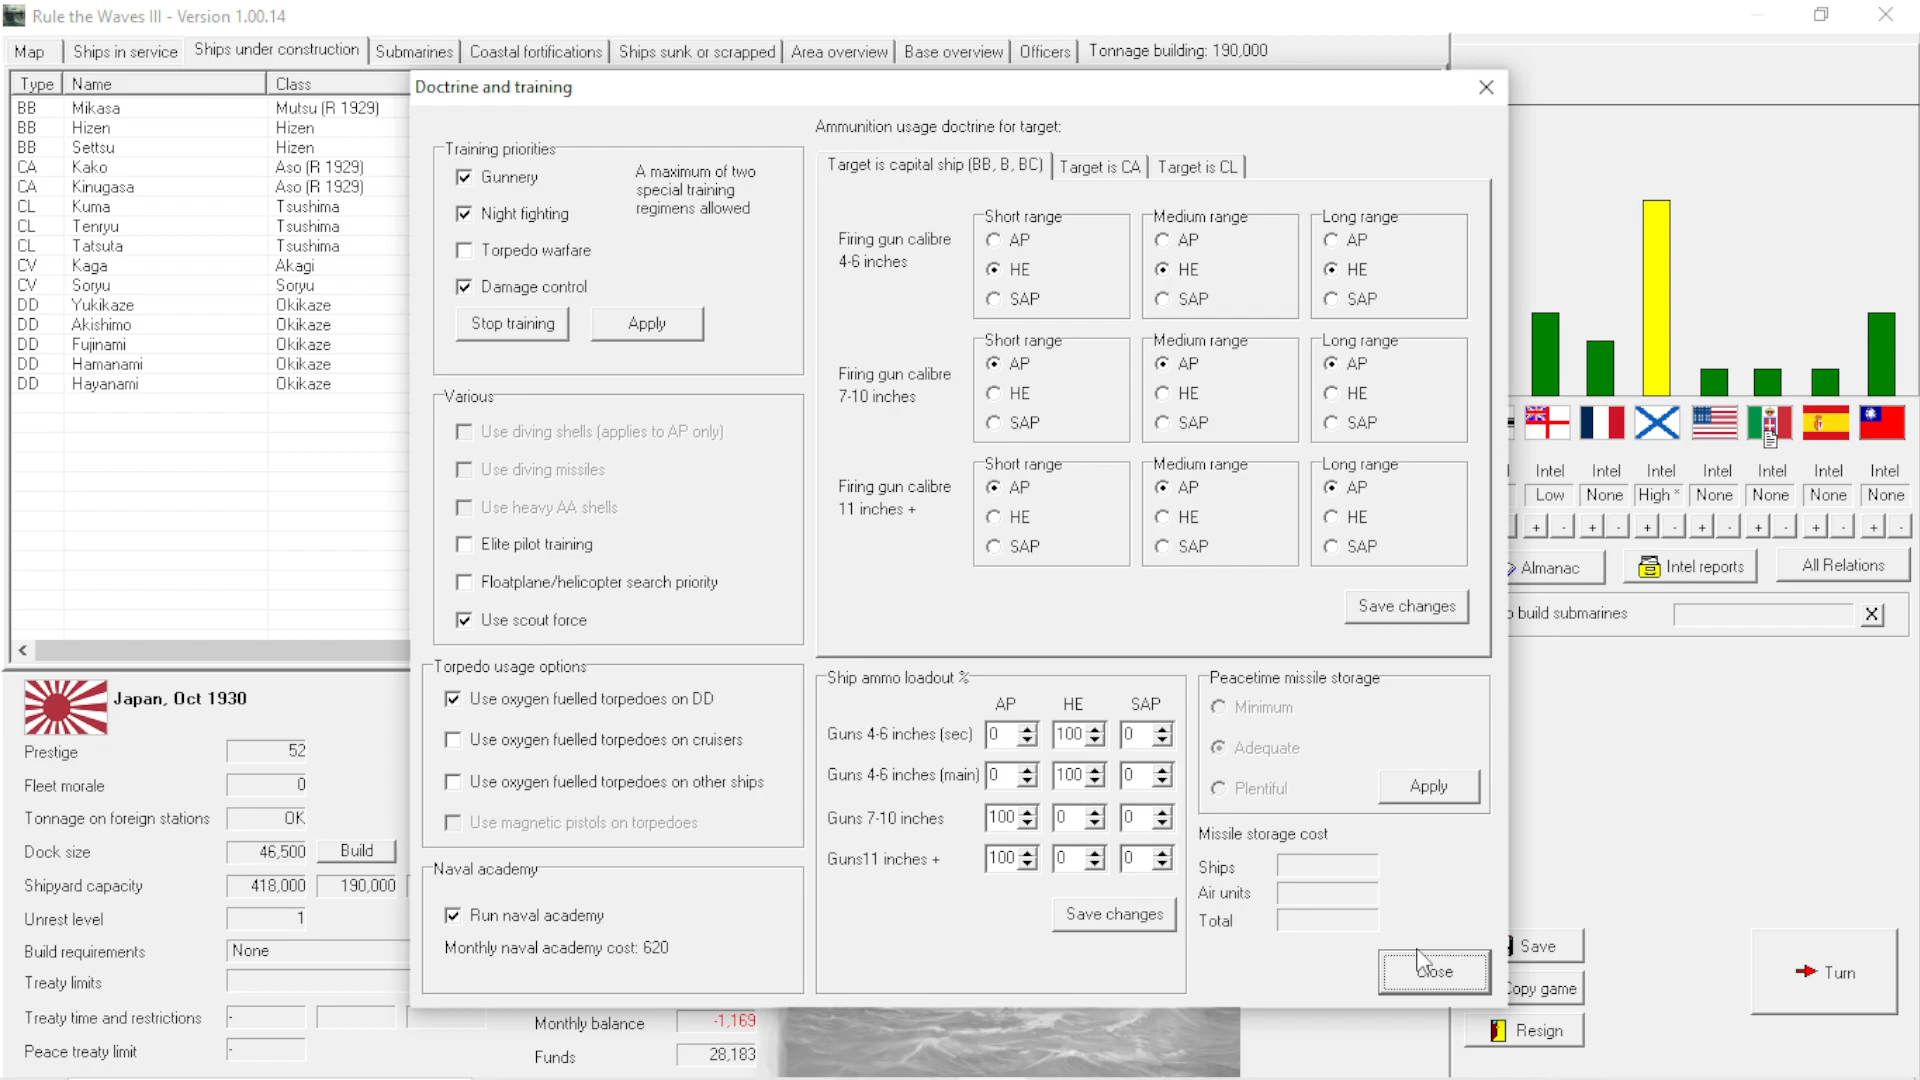 Rule the Waves III - Version 1.00.14
Map
Ships in service
Ships under construction
Submarines
Coastal fortifications
Ships sunk or scrapped
Area overview
Base overview
Officers
Tonnage building: 190,000
Type Name Class
BB Mikasa Mutsu (R 1929)
BB Hizen Hizen
BB Settsu Hizen
CA Kako Aso (R 1929)
CA Kinugasa Aso (R 1929)
CL Kuma Tsushima
CL Tenryu Tsushima
CL Tatsuta Tsushima
CV Kaga Akagi
CV Soryu Soryu
DD Yukikaze Okikaze
DD Akishimo Okikaze
DD Fujinami Okikaze
DD Hamanami Okikaze
DD Hayanami Okikaze
Japan, Oct 1930
Prestige 52
Fleet morale 0
Tonnage on foreign stations OK
Dock size 46,500 Build
Shipyard capacity 418,000 190,000
Unrest level 1
Build requirements None
Treaty limits
Treaty time and restrictions -
Peace treaty limit -
Doctrine and training
Training priorities
Gunnery
Night fighting
Torpedo warfare
Damage control
A maximum of two
special training
regimens allowed
Stop training Apply
Various
Use diving shells (applies to AP only)
Use diving missiles
Use heavy AA shells
Elite pilot training
Floatplane/helicopter search priority
Use scout force
Torpedo usage options
Use oxygen fuelled torpedoes on DD
Use oxygen fuelled torpedoes on cruisers
Use oxygen fuelled torpedoes on other ships
Use magnetic pistols on torpedoes
Naval academy
Run naval academy
Monthly naval academy cost: 620
Ammunition usage doctrine for target:
Target is capital ship (BB, B, BC) Target is CA Target is CL
Firing gun calibre
4-6 inches
Short range Medium range Long range
AP AP AP
HE HE HE
SAP SAP SAP
Firing gun calibre
7-10 inches
Short range Medium range Long range
AP AP AP
HE HE HE
SAP SAP SAP
Firing gun calibre
11 inches +
Short range Medium range Long range
AP AP AP
HE HE HE
SAP SAP SAP
Save changes
Ship ammo loadout %
AP HE SAP
Guns 4-6 inches (sec) 0 100 0
Guns 4-6 inches (main) 0 100 0
Guns 7-10 inches 100 0 0
Guns11 inches + 100 0 0
Save changes
Peacetime missile storage
Minimum
Adequate
Plentiful
Apply
Missile storage cost
Ships
Air units
Total
Close
Monthly balance -1,169
Funds 28,183
Intel Intel Intel Intel Intel Intel Intel
Low None High * None None None None
+ - + - + - + - + - + - + -
Almanac
Intel reports
All Relations
build submarines X
Save
Copy game
Resign
Turn